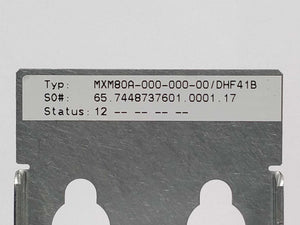 Typ: MXM80A-000-000-00/DHF41B
SO#: 65.7448737601.0001.17
Status: 12 -- -- -- --